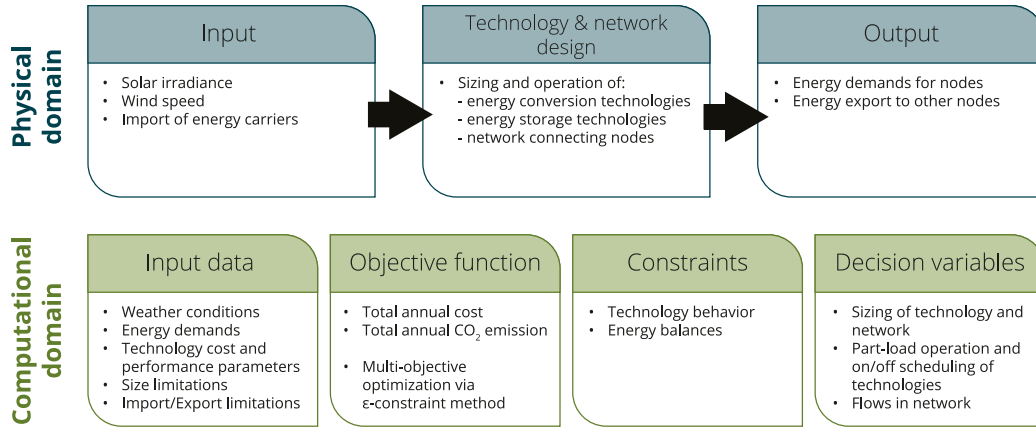 Physical
domain
Input
• Solar irradiance
• Wind speed
• Import of energy carriers
Technology & network
design
• Sizing and operation of:
- energy conversion technologies
- energy storage technologies
- network connecting nodes
Output
• Energy demands for nodes
• Energy export to other nodes
Computational
domain
Input data
• Weather conditions
• Energy demands
• Technology cost and
performance parameters
• Size limitations
• Import/Export limitations
Objective function
• Total annual cost
• Total annual CO₂ emission
• Multi-objective
optimization via
ε-constraint method
Constraints
• Technology behavior
• Energy balances
Decision variables
• Sizing of technology and
network
• Part-load operation and
on/off scheduling of
technologies
• Flows in network